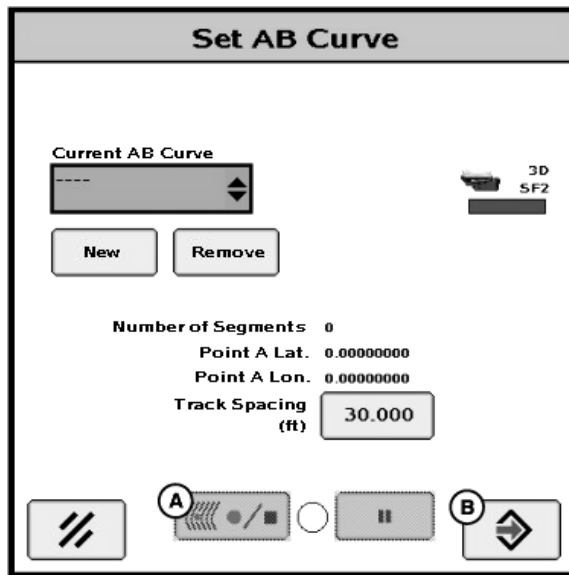 Set AB Curve
Current AB Curve
----
3D
SF2
New
Remove
Number of Segments 0
Point A Lat. 0.00000000
Point A Lon. 0.00000000
Track Spacing
(ft)
30.000
A
B